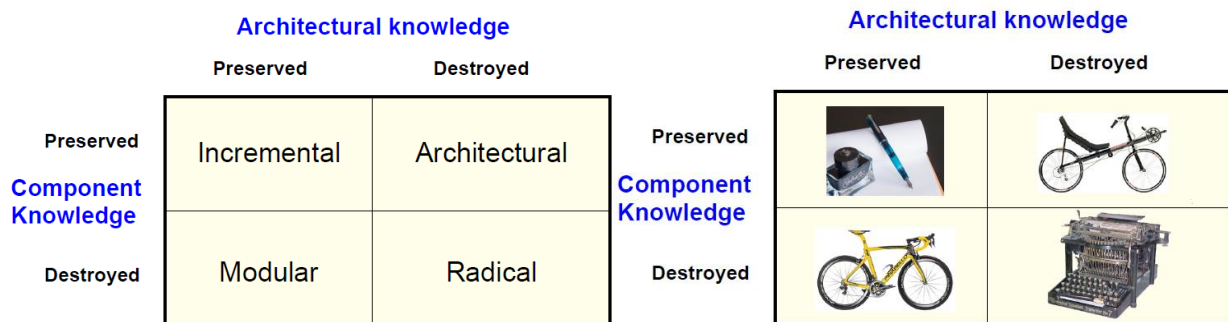 Architectural knowledge
Preserved Destroyed
Preserved
Component
Knowledge
Destroyed
Incremental Architectural
Modular Radical
Architectural knowledge
Preserved Destroyed
Preserved
Component
Knowledge
Destroyed